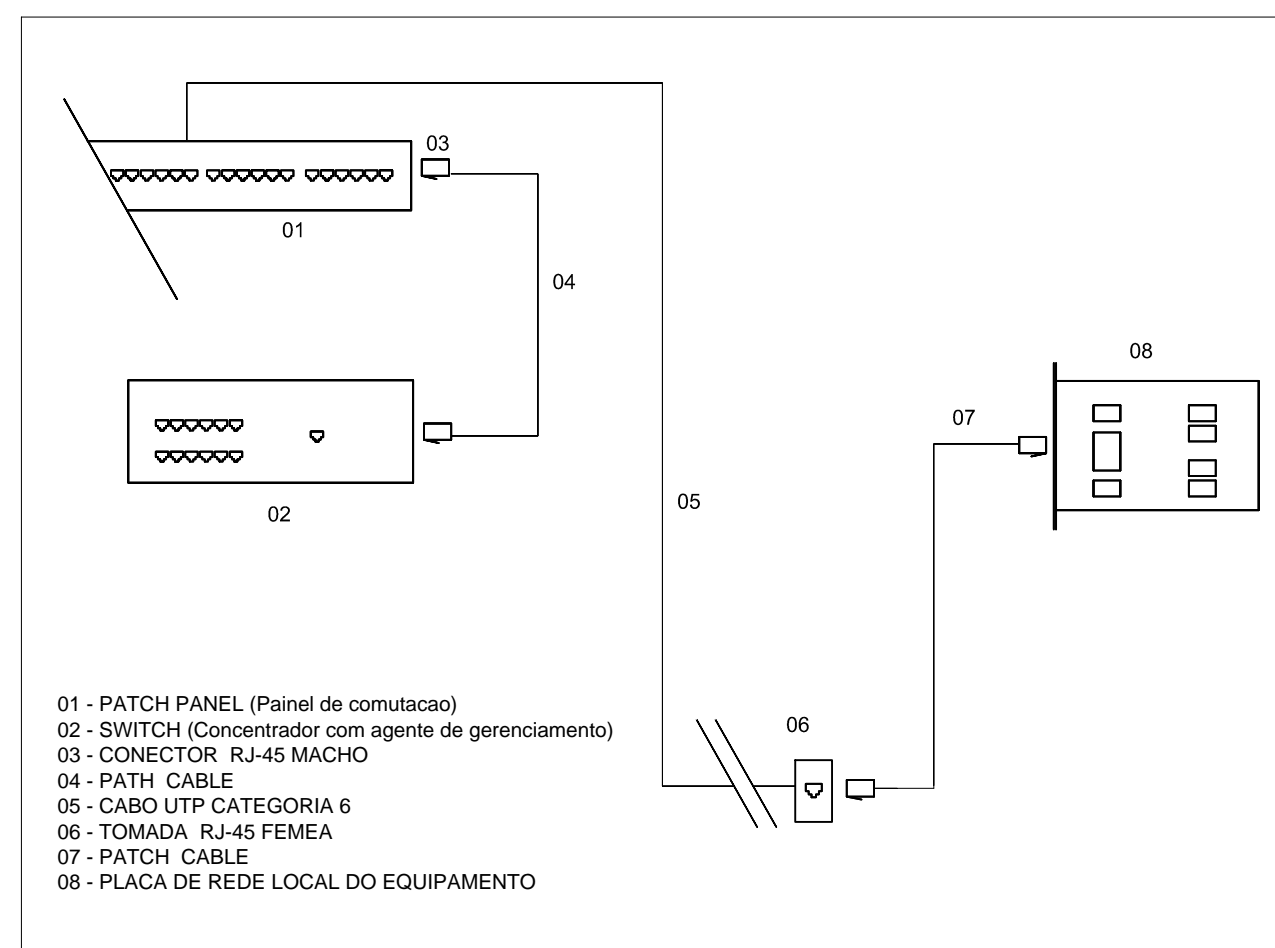 03
01
04
02
08
07
05
06
01 - PATCH PANEL (Painel de comutacao)
02 - SWITCH (Concentrador com agente de gerenciamento)
03 - CONECTOR RJ-45 MACHO
04 - PATH CABLE
05 - CABO UTP CATEGORIA 6
06 - TOMADA RJ-45 FEMEA
07 - PATCH CABLE
08 - PLACA DE REDE LOCAL DO EQUIPAMENTO